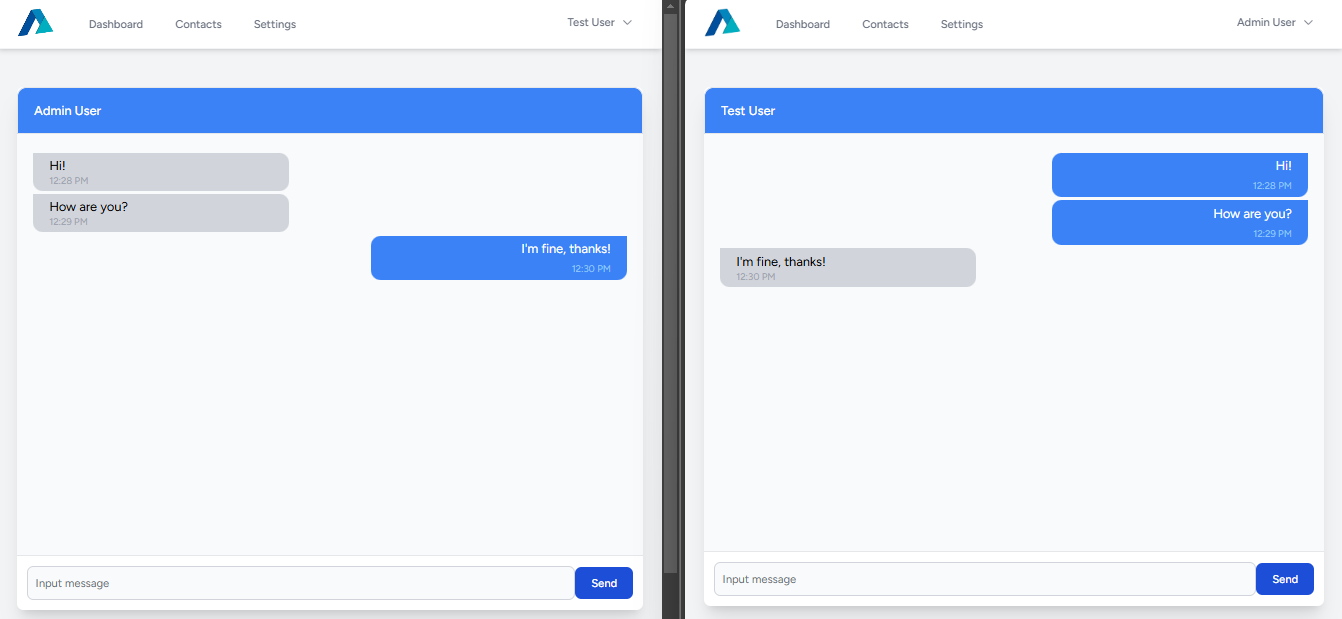 Dashboard Contacts Settings Test User
Admin User
Hi!
12:28 PM
How are you?
12:29 PM
I'm fine, thanks!
12:30 PM
Input message Send
Dashboard Contacts Settings Admin User
Test User
Hi!
12:28 PM
How are you?
12:29 PM
I'm fine, thanks!
12:30 PM
Input message Send